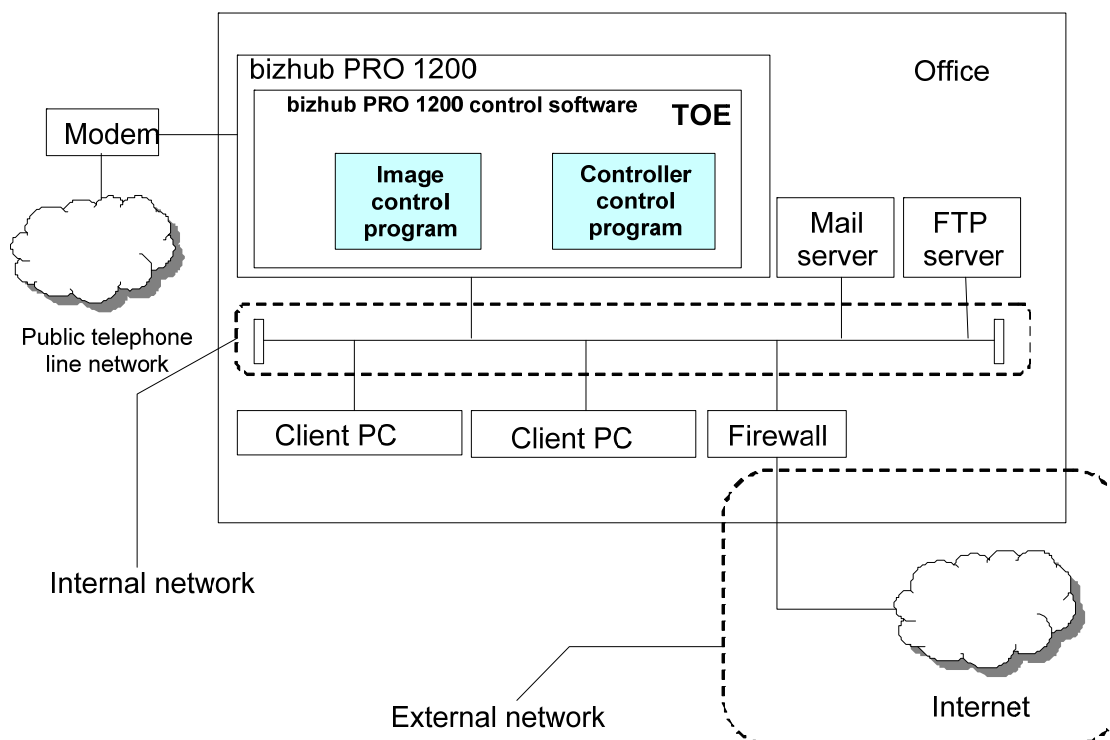 bizhub PRO 1200
Office
bizhub PRO 1200 control software
TOE
Modem
Image
control
program
Controller
control
program
Mail
server
FTP
server
Public telephone
line network
Client PC
Client PC
Firewall
Internal network
External network
Internet